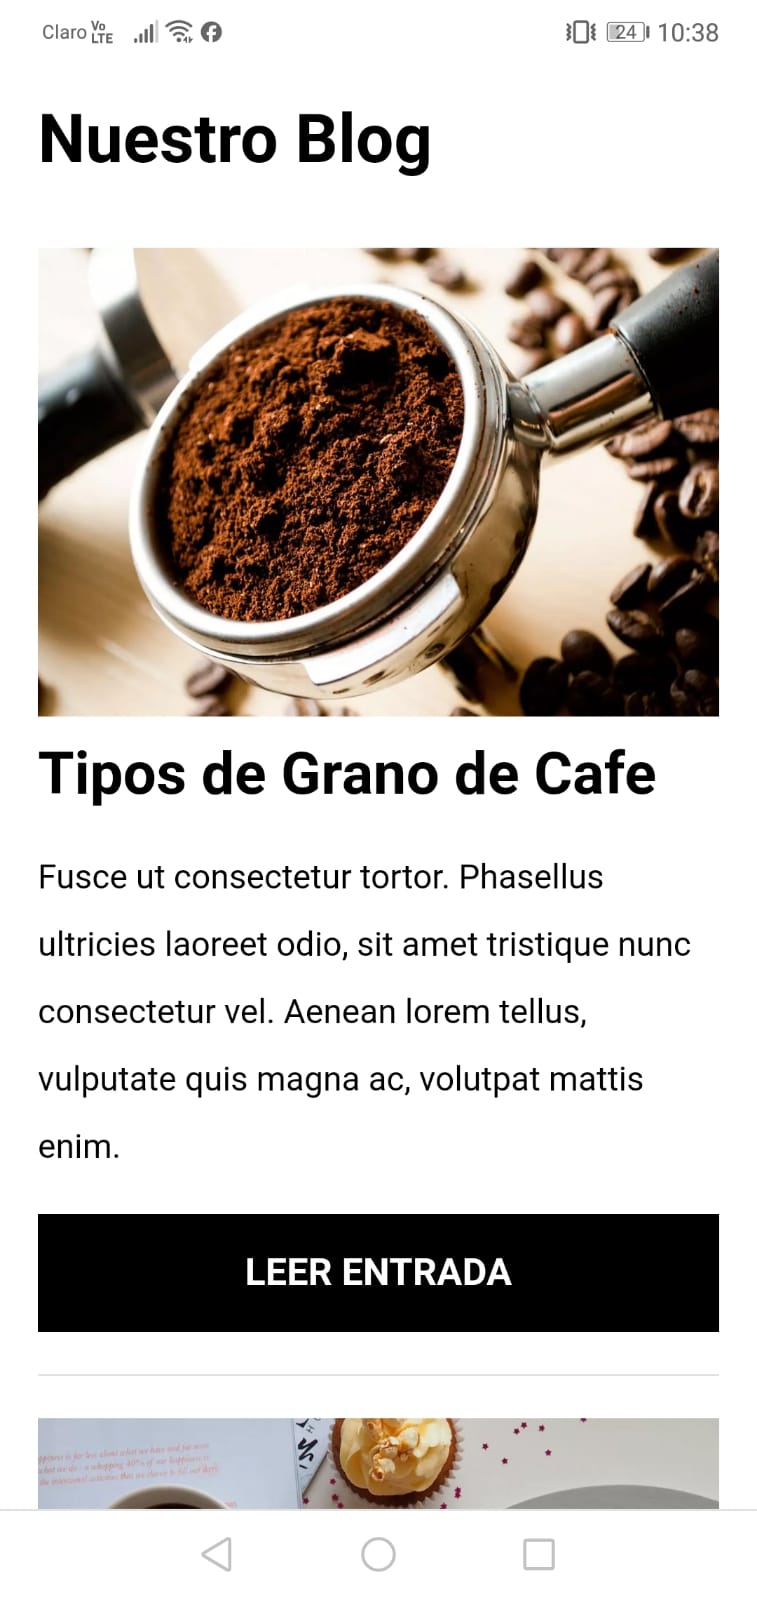 Claro Vo LTE 24 10:38
Nuestro Blog
Tipos de Grano de Cafe
Fusce ut consectetur tortor. Phasellus
ultricies laoreet odio, sit amet tristique nunc
consectetur vel. Aenean lorem tellus,
vulputate quis magna ac, volutpat mattis
enim.
LEER ENTRADA